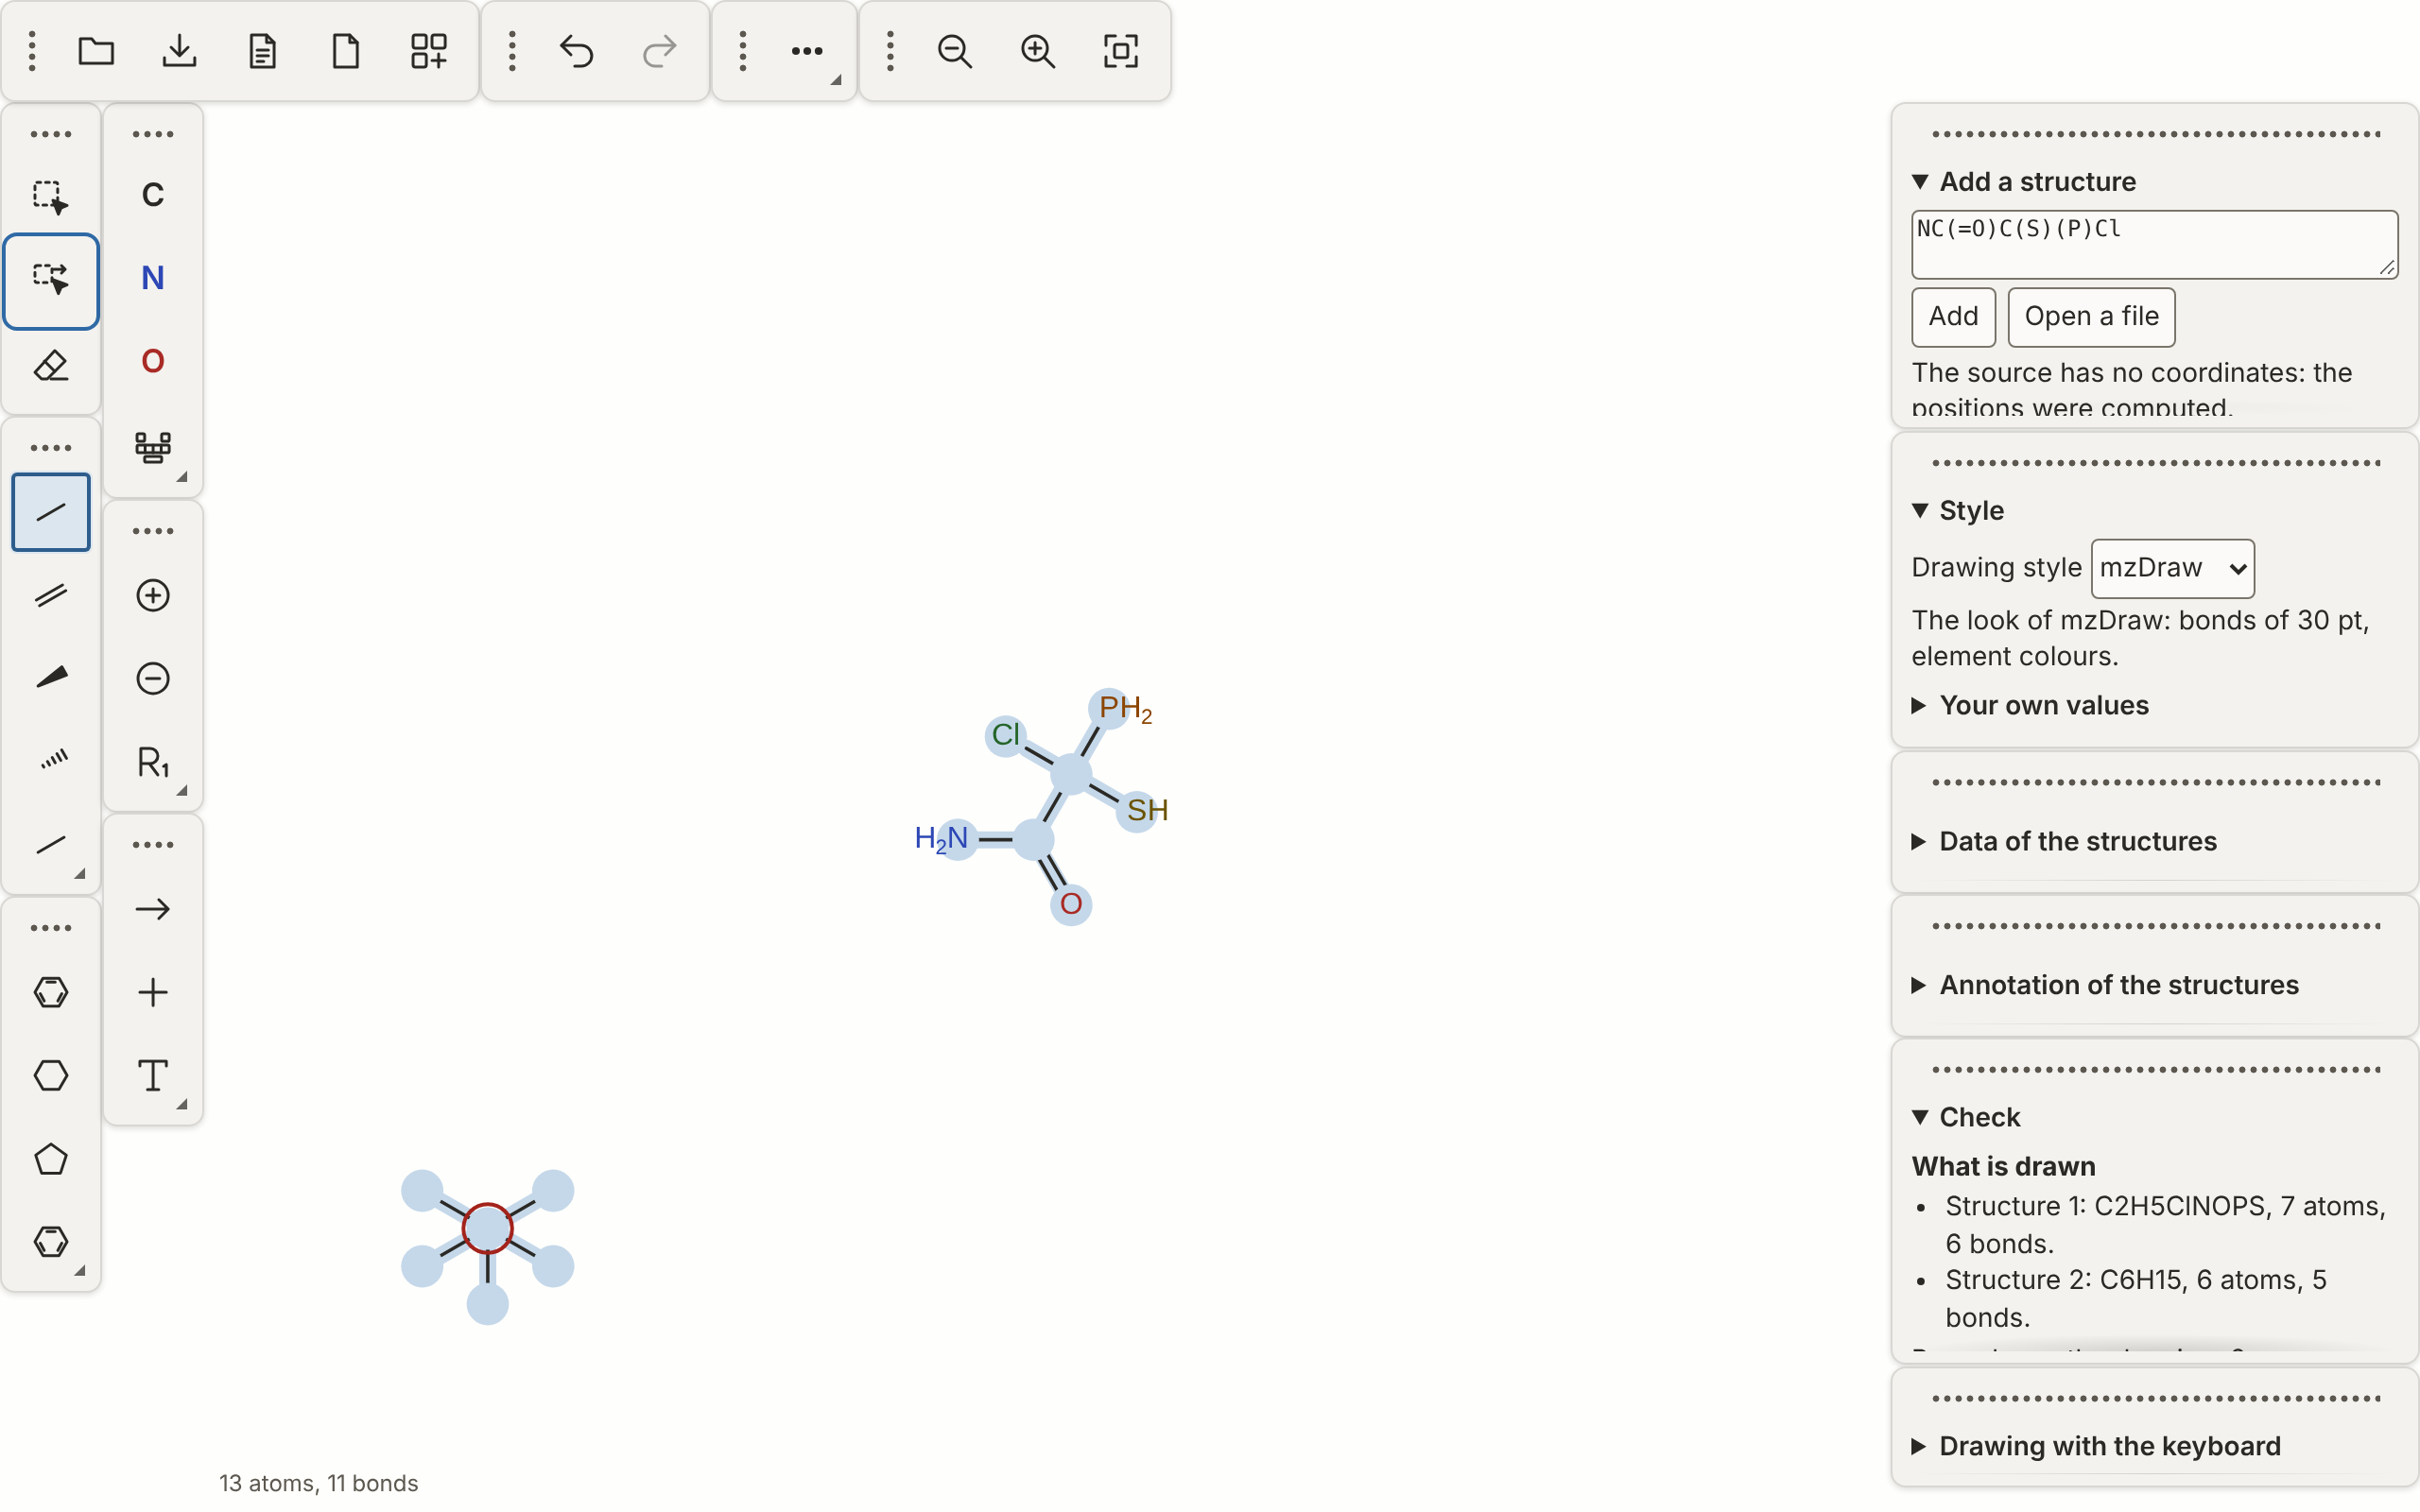 C
N
O
R1
T
Add a structure
NC(=O)C(S)(P)Cl
Add
Open a file
The source has no coordinates: the
positions were computed.
Style
Drawing style mzDraw
The look of mzDraw: bonds of 30 pt,
element colours.
Your own values
Data of the structures
Annotation of the structures
Check
What is drawn
Structure 1: C2H5ClNOPS, 7 atoms,
6 bonds.
Structure 2: C6H15, 6 atoms, 5
bonds.
Drawing with the keyboard
PH2
Cl
SH
H2N
O
13 atoms, 11 bonds